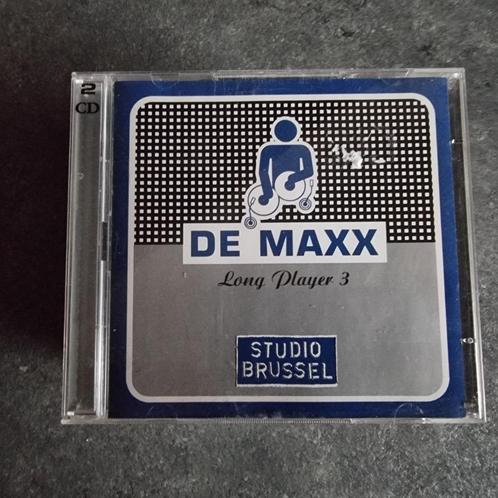 2
CD
DE MAXX
Long Player 3
STUDIO
BRUSSEL